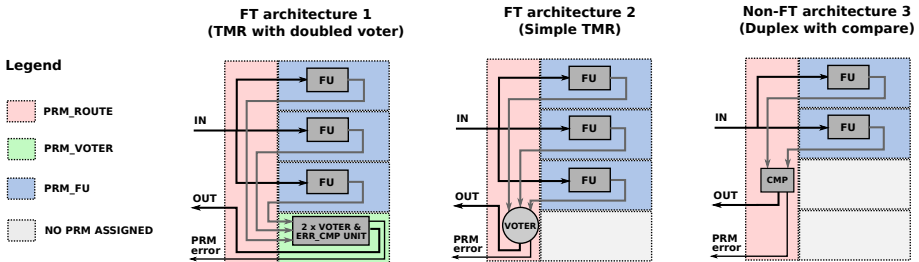 FT architecture 1
(TMR with doubled voter)
FT architecture 2
(Simple TMR)
Non-FT architecture 3
(Duplex with compare)
Legend
PRM_ROUTE
PRM_VOTER
PRM_FU
NO PRM ASSIGNED
FU
IN
FU
FU
OUT
2 x VOTER &
ERR_CMP UNIT
PRM
error
FU
IN
FU
FU
OUT
VOTER
PRM
error
FU
IN
FU
CMP
OUT
PRM
error